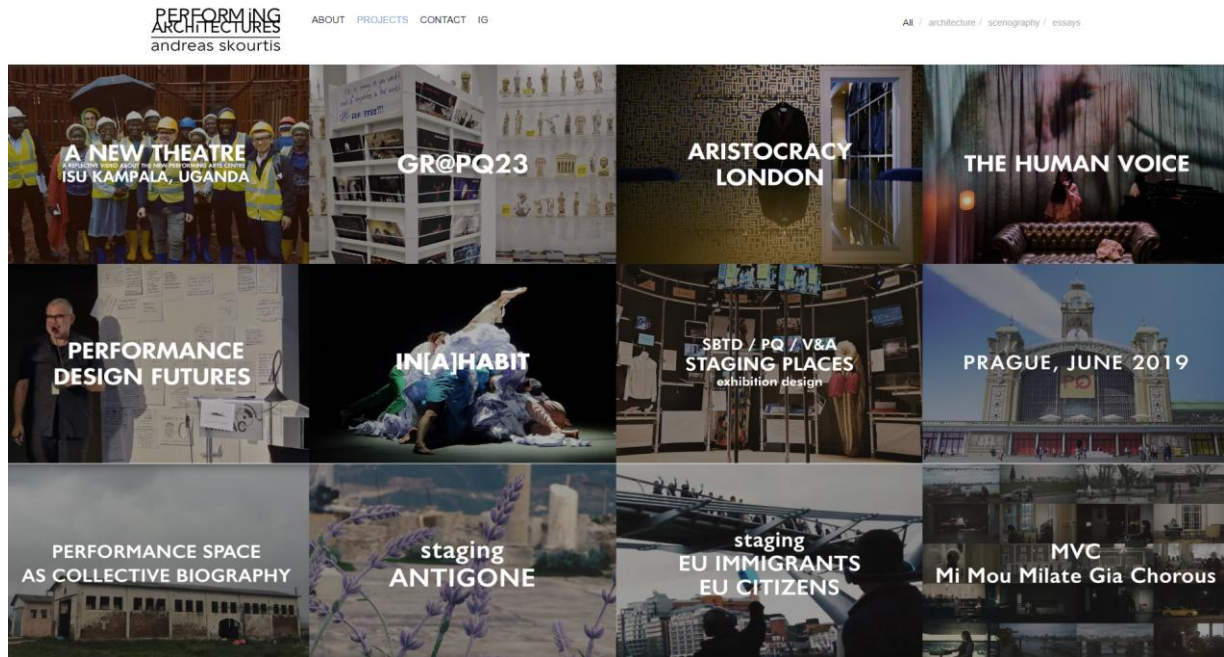 PERFORMiNG
ARCHITECTURES
andreas skourtis
ABOUT PROJECTS CONTACT IG
All / architecture / scenography / essays
A NEW THEATRE
A REFLECTIVE VIDEO ABOUT THE NEW PERFORMING ARTS CENTER
ISU KAMPALA, UGANDA
GR@PQ23
ARISTOCRACY
LONDON
THE HUMAN VOICE
PERFORMANCE
DESIGN FUTURES
IN[A]HABIT
SBTD / PQ / V&A
STAGING PLACES
exhibition design
PRAGUE, JUNE 2019
PQ
PERFORMANCE SPACE
AS COLLECTIVE BIOGRAPHY
staging
ANTIGONE
staging
EU IMMIGRANTS
EU CITIZENS
MVC
Mi Mou Milate Gia Chorous